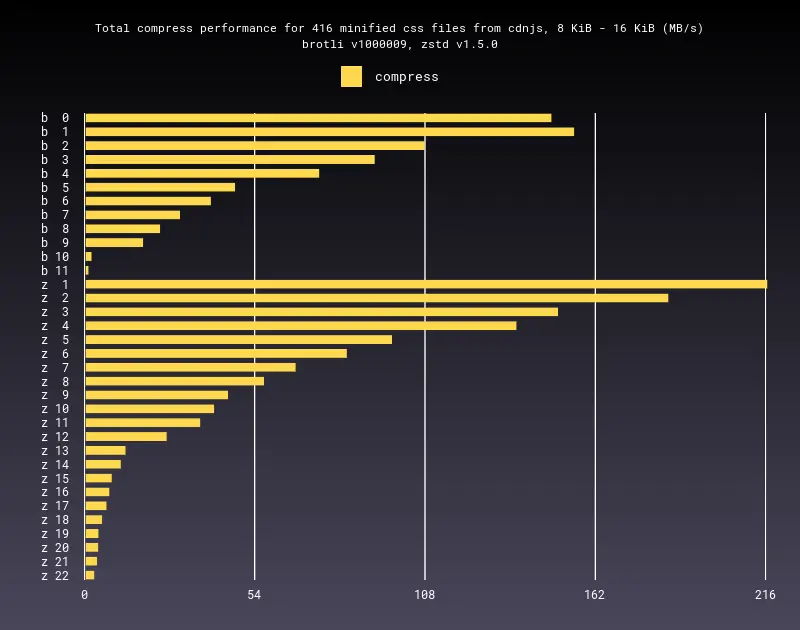 Total compress performance for 416 minified css files from cdnjs, 8 KiB - 16 KiB (MB/s)
brotli v1000009, zstd v1.5.0
compress
b 0
b 1
b 2
b 3
b 4
b 5
b 6
b 7
b 8
b 9
b 10
b 11
z 1
z 2
z 3
z 4
z 5
z 6
z 7
z 8
z 9
z 10
z 11
z 12
z 13
z 14
z 15
z 16
z 17
z 18
z 19
z 20
z 21
z 22
0 54 108 162 216